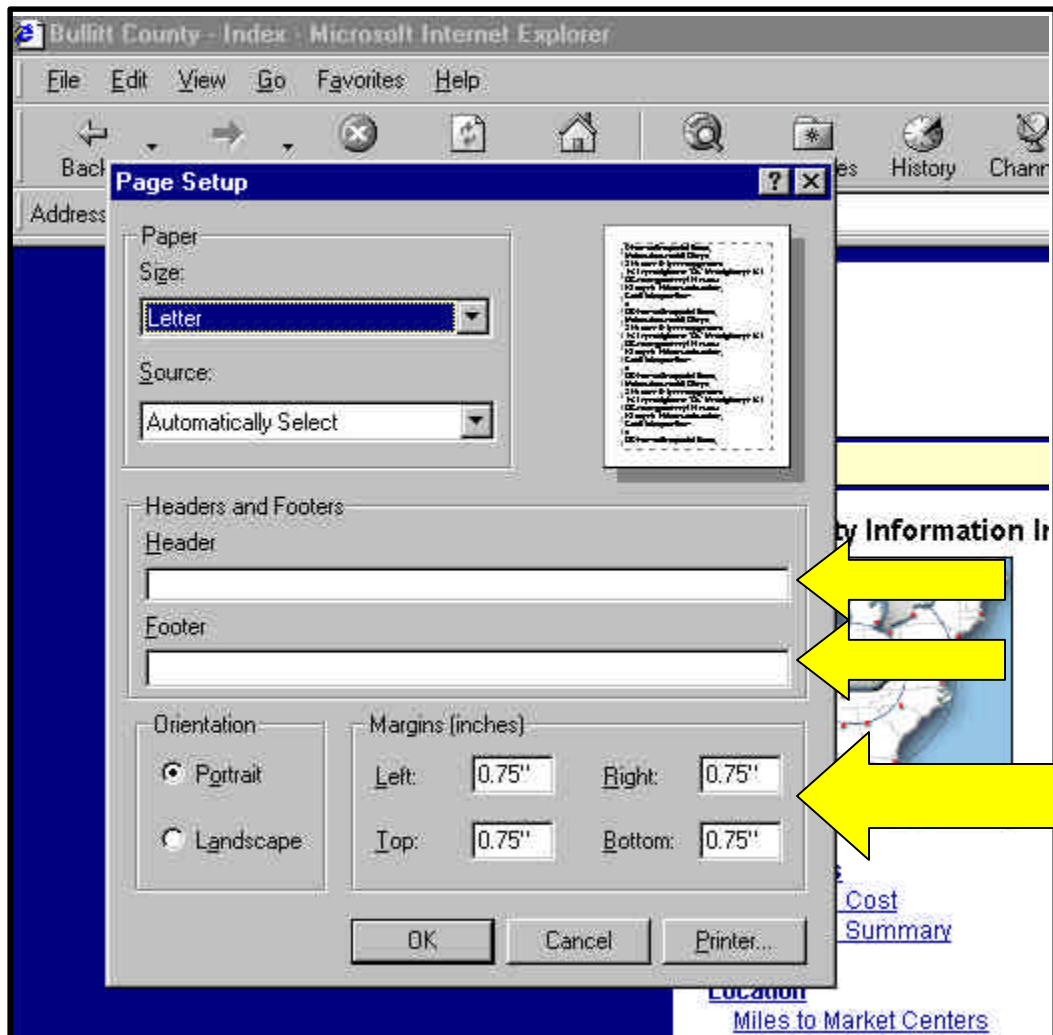 Bullitt County - Index - Microsoft Internet Explorer
File Edit View Go Favorites Help
Back History
Address
Page Setup
Paper
Size:
Letter
Source:
Automatically Select
Headers and Footers
Header
Footer
Orientation
Portrait
Landscape
Margins (inches)
Left: 0.75" Right: 0.75"
Top: 0.75" Bottom: 0.75"
OK Cancel Printer...
Information
Cost
Summary
Location
Miles to Market Centers